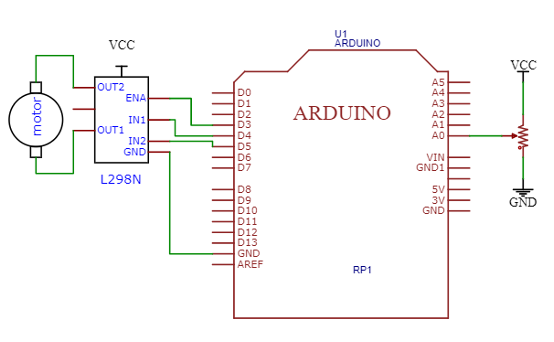 U1
ARDUINO
VCC
VCC
motor
OUT2
OUT1
ENA
IN1
IN2
GND
L298N
D0
D1
D2
D3
D4
D5
D6
D7
D8
D9
D10
D11
D12
D13
GND
AREF
ARDUINO
RP1
A5
A4
A3
A2
A1
A0
VIN
GND1
5V
3V
GND
GND